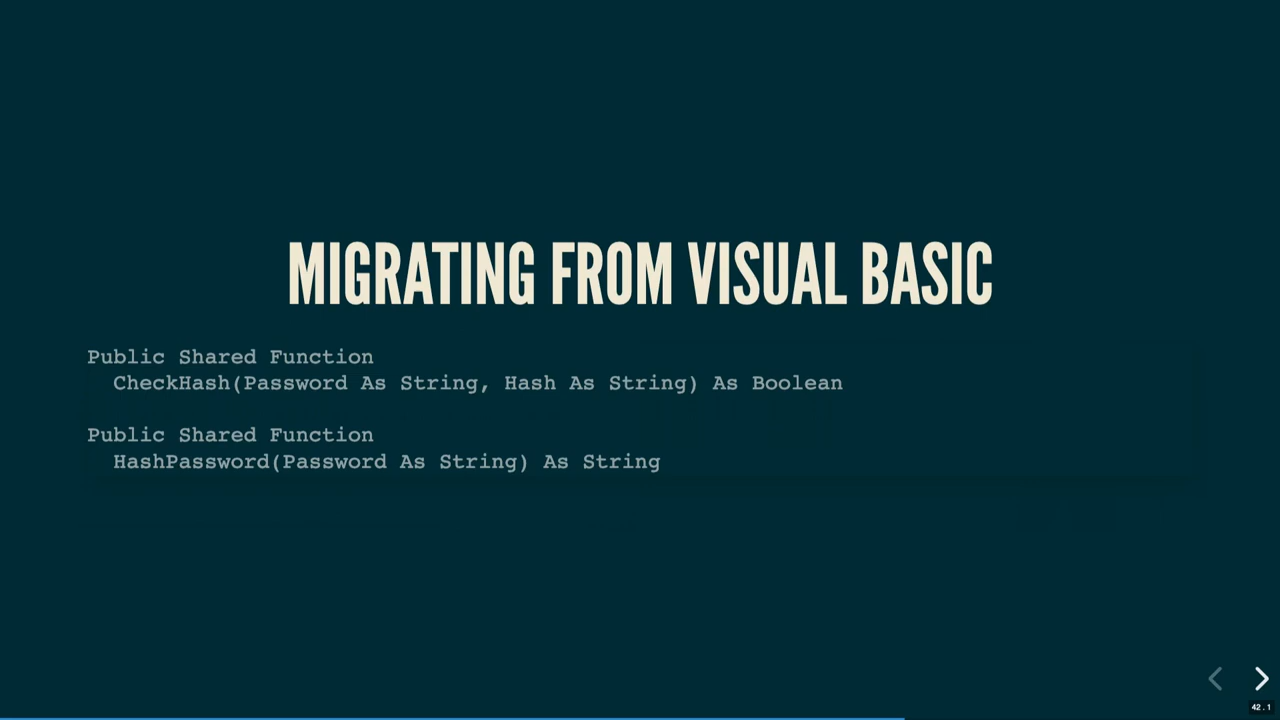 MIGRATING FROM VISUAL BASIC
Public Shared Function
  CheckHash(Password As String, Hash As String) As Boolean
Public Shared Function
  HashPassword(Password As String) As String
42.1